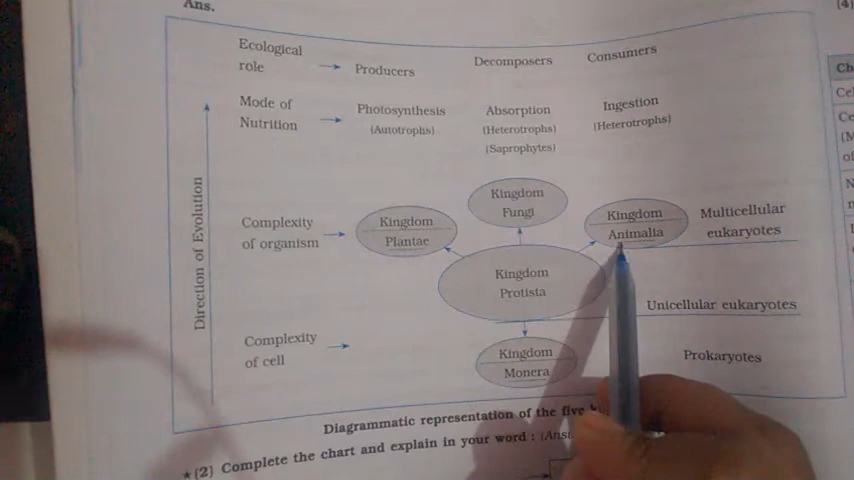 Ans.
(4)
Ecological role → Producers Decomposers Consumers
Mode of Nutrition → Photosynthesis (Autotrophs) Absorption (Heterotrophs) (Saprophytes) Ingestion (Heterotrophs)
Direction of Evolution
Complexity of organism → Kingdom Plantae Kingdom Fungi Kingdom Animalia Multicellular eukaryotes
Kingdom Protista Unicellular eukaryotes
Complexity of cell → Kingdom Monera Prokaryotes
Diagrammatic representation of the five
★(2) Complete the chart and explain in your word :